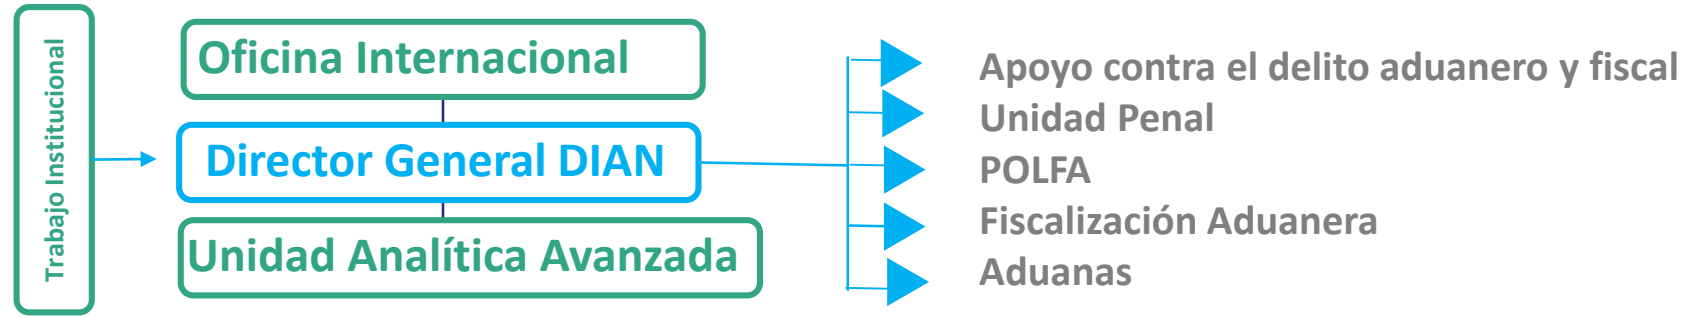 Trabajo Institucional
Oficina Internacional
Director General DIAN
Unidad Analítica Avanzada
Apoyo contra el delito aduanero y fiscal
Unidad Penal
POLFA
Fiscalización Aduanera
Aduanas